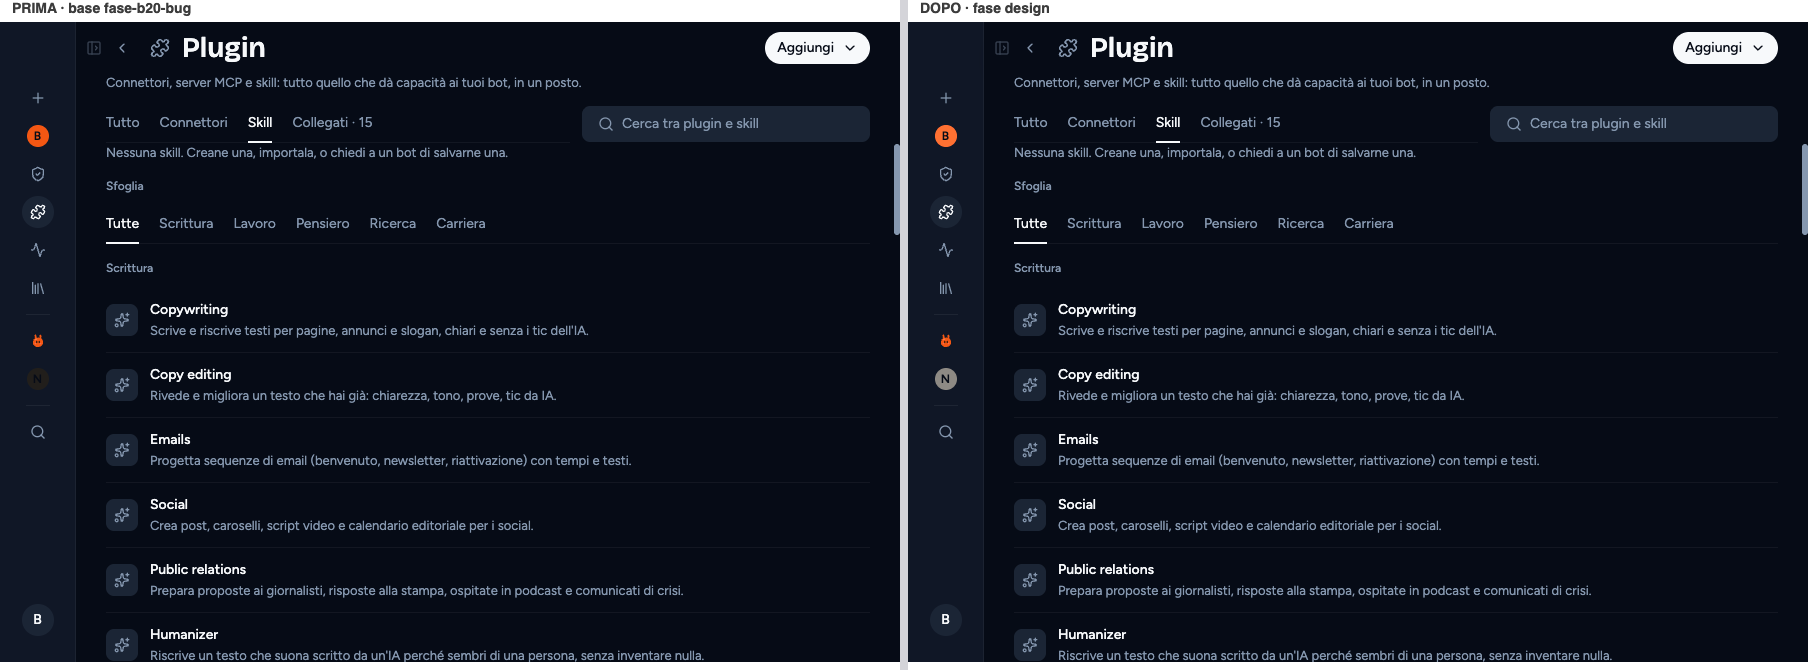 PRIMA · base fase-b20-bug
Plugin
Aggiungi
Connettori, server MCP e skill: tutto quello che dà capacità ai tuoi bot, in un posto.
Tutto Connettori Skill Collegati · 15
Cerca tra plugin e skill
Nessuna skill. Creane una, importala, o chiedi a un bot di salvarne una.
Sfoglia
Tutte Scrittura Lavoro Pensiero Ricerca Carriera
Scrittura
Copywriting
Scrive e riscrive testi per pagine, annunci e slogan, chiari e senza i tic dell'IA.
Copy editing
Rivede e migliora un testo che hai già: chiarezza, tono, prove, tic da IA.
Emails
Progetta sequenze di email (benvenuto, newsletter, riattivazione) con tempi e testi.
Social
Crea post, caroselli, script video e calendario editoriale per i social.
Public relations
Prepara proposte ai giornalisti, risposte alla stampa, ospitate in podcast e comunicati di crisi.
Humanizer
Riscrive un testo che suona scritto da un'IA perché sembri di una persona, senza inventare nulla.
B
N
B
DOPO · fase design
Plugin
Aggiungi
Connettori, server MCP e skill: tutto quello che dà capacità ai tuoi bot, in un posto.
Tutto Connettori Skill Collegati · 15
Cerca tra plugin e skill
Nessuna skill. Creane una, importala, o chiedi a un bot di salvarne una.
Sfoglia
Tutte Scrittura Lavoro Pensiero Ricerca Carriera
Scrittura
Copywriting
Scrive e riscrive testi per pagine, annunci e slogan, chiari e senza i tic dell'IA.
Copy editing
Rivede e migliora un testo che hai già: chiarezza, tono, prove, tic da IA.
Emails
Progetta sequenze di email (benvenuto, newsletter, riattivazione) con tempi e testi.
Social
Crea post, caroselli, script video e calendario editoriale per i social.
Public relations
Prepara proposte ai giornalisti, risposte alla stampa, ospitate in podcast e comunicati di crisi.
Humanizer
Riscrive un testo che suona scritto da un'IA perché sembri di una persona, senza inventare nulla.
B
N
B